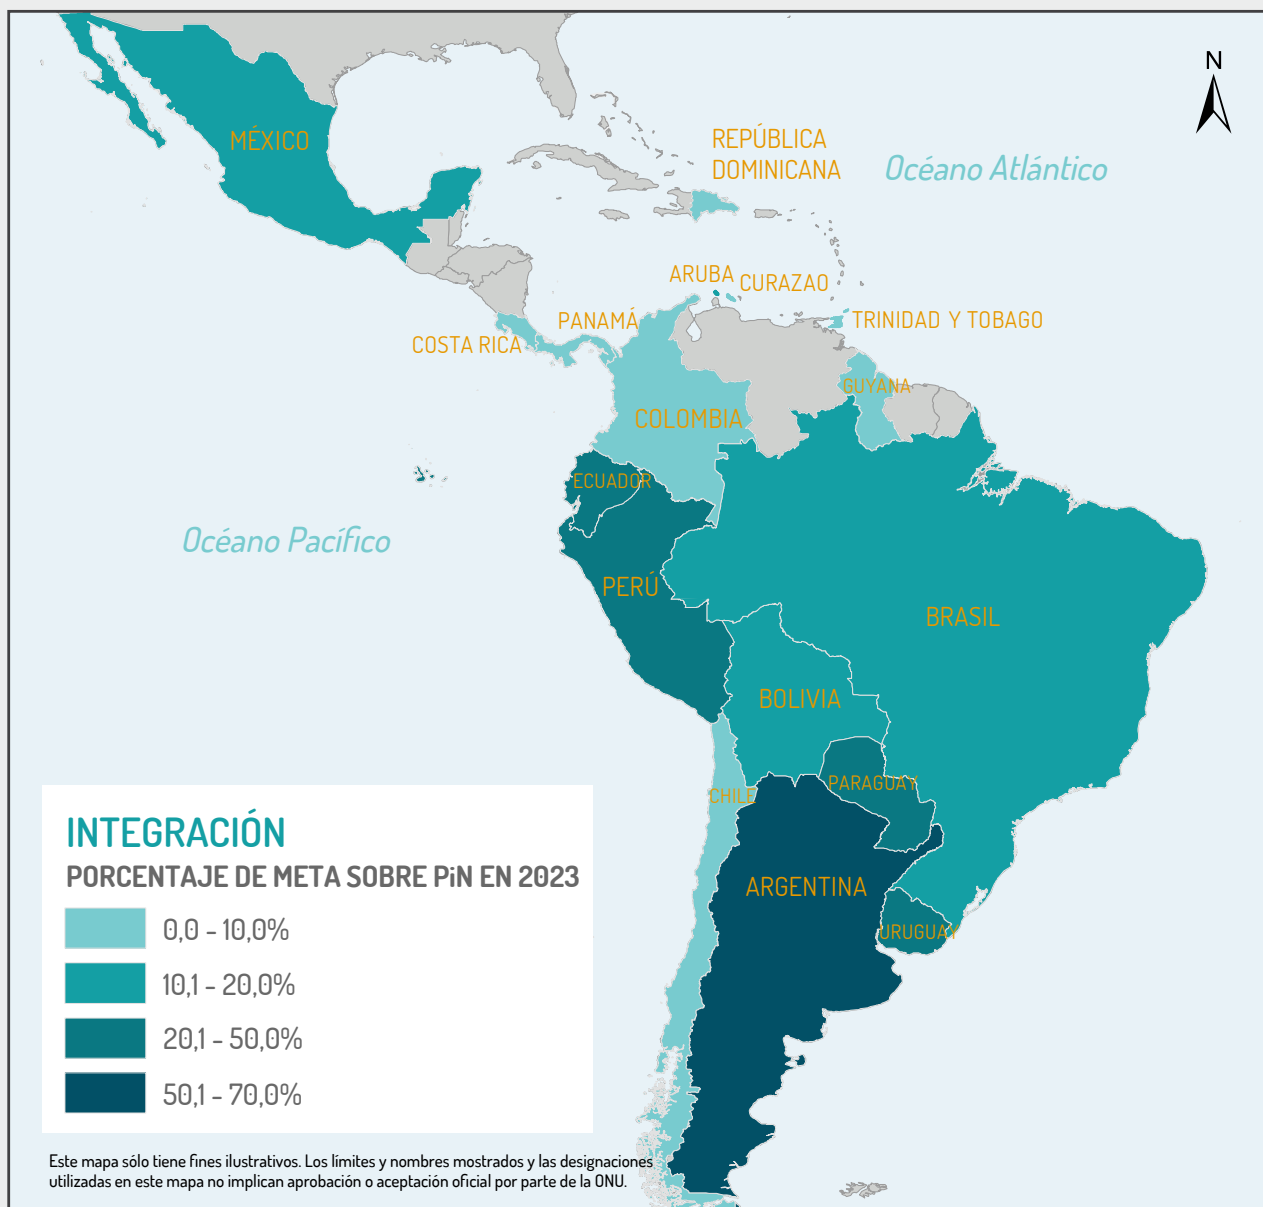 N
MÉXICO
REPÚBLICA
DOMINICANA
Océano Atlántico
ARUBA
CURAZAO
PANAMÁ
TRINIDAD Y TOBAGO
COSTA RICA
GUYANA
COLOMBIA
ECUADOR
Océano Pacífico
PERÚ
BRASIL
BOLIVIA
PARAGUAY
CHILE
ARGENTINA
URUGUAY
INTEGRACIÓN
PORCENTAJE DE META SOBRE PiN EN 2023
0,0 - 10,0%
10,1 - 20,0%
20,1 - 50,0%
50,1 - 70,0%
Este mapa sólo tiene fines ilustrativos. Los límites y nombres mostrados y las designaciones
utilizadas en este mapa no implican aprobación o aceptación oficial por parte de la ONU.